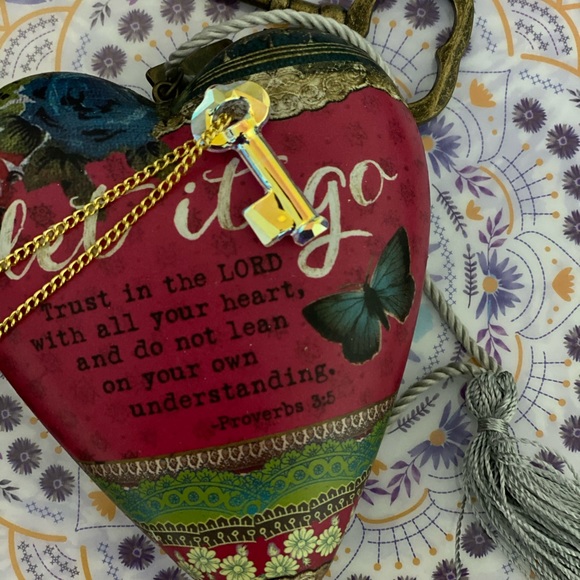 let it go
Trust in the LORD
with all your heart,
and do not lean
on your own
understanding.
-Proverbs 3:5